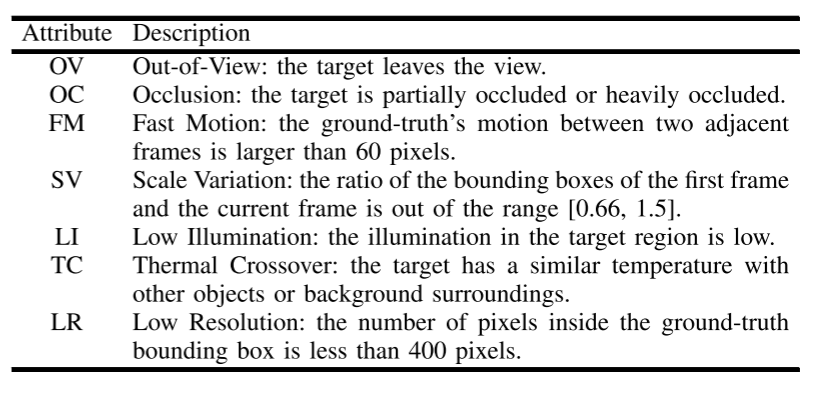 Attribute Description
OV Out-of-View: the target leaves the view.
OC Occlusion: the target is partially occluded or heavily occluded.
FM Fast Motion: the ground-truth's motion between two adjacent
frames is larger than 60 pixels.
SV Scale Variation: the ratio of the bounding boxes of the first frame
and the current frame is out of the range [0.66, 1.5].
LI Low Illumination: the illumination in the target region is low.
TC Thermal Crossover: the target has a similar temperature with
other objects or background surroundings.
LR Low Resolution: the number of pixels inside the ground-truth
bounding box is less than 400 pixels.